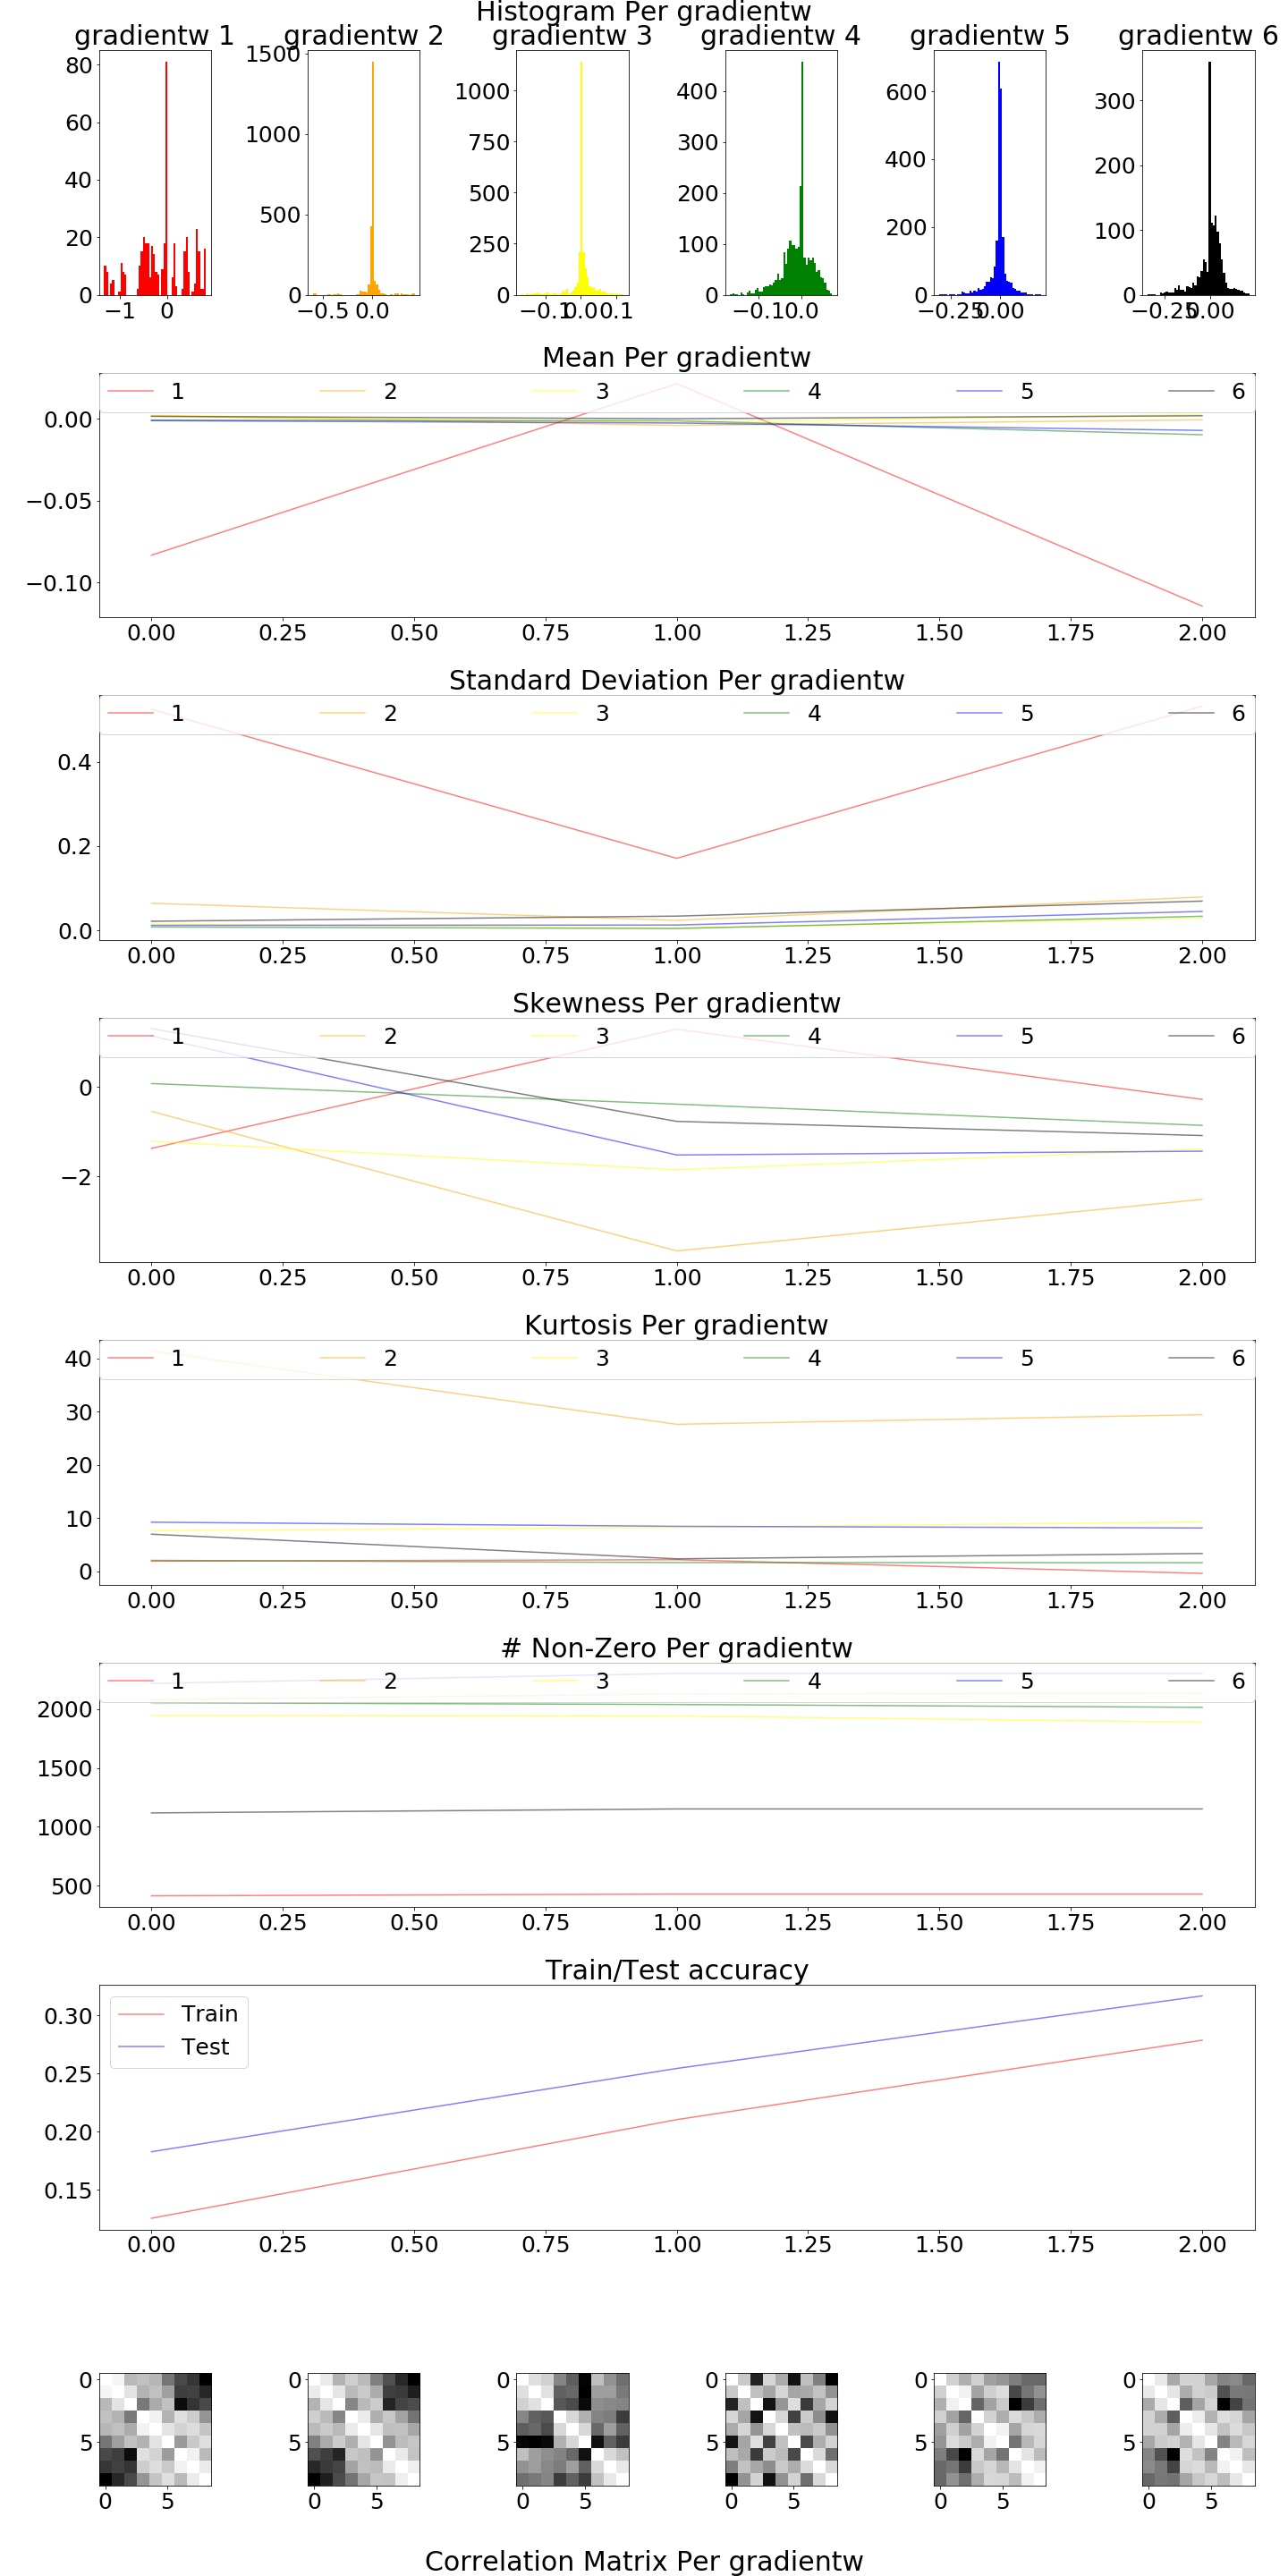 Histogram Per gradientw
gradientw 1 gradientw 2 gradientw 3 gradientw 4 gradientw 5 gradientw 6
80
60
40
20
0
−1 0
1500
1000
500
0
−0.5 0.0
1000
750
500
250
0
−0.1 0.0 0.1
400
300
200
100
0
−0.1 0.0
600
400
200
0
−0.25 0.00
300
200
100
0
−0.25 0.00
Mean Per gradientw
1 2 3 4 5 6
0.00
−0.05
−0.10
0.00 0.25 0.50 0.75 1.00 1.25 1.50 1.75 2.00
Standard Deviation Per gradientw
1 2 3 4 5 6
0.4
0.2
0.0
0.00 0.25 0.50 0.75 1.00 1.25 1.50 1.75 2.00
Skewness Per gradientw
1 2 3 4 5 6
0
−2
0.00 0.25 0.50 0.75 1.00 1.25 1.50 1.75 2.00
Kurtosis Per gradientw
1 2 3 4 5 6
40
30
20
10
0
0.00 0.25 0.50 0.75 1.00 1.25 1.50 1.75 2.00
# Non-Zero Per gradientw
1 2 3 4 5 6
2000
1500
1000
500
0.00 0.25 0.50 0.75 1.00 1.25 1.50 1.75 2.00
Train/Test accuracy
Train
Test
0.30
0.25
0.20
0.15
0.00 0.25 0.50 0.75 1.00 1.25 1.50 1.75 2.00
0 0 0 0 0 0
5 5 5 5 5 5
0 5 0 5 0 5 0 5 0 5 0 5
Correlation Matrix Per gradientw